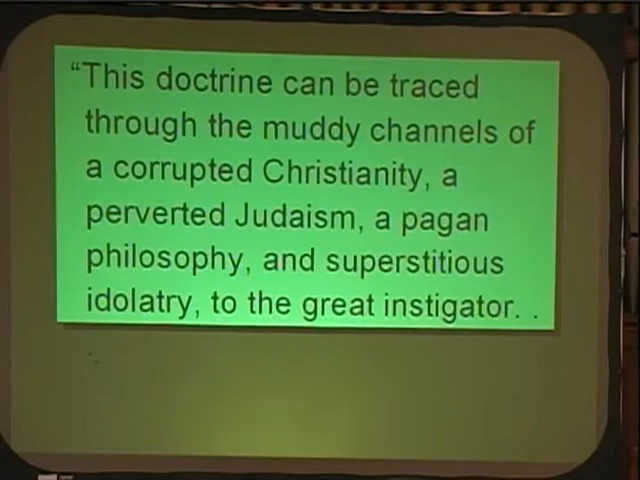 “This doctrine can be traced
through the muddy channels of
a corrupted Christianity, a
perverted Judaism, a pagan
philosophy, and superstitious
idolatry, to the great instigator. .